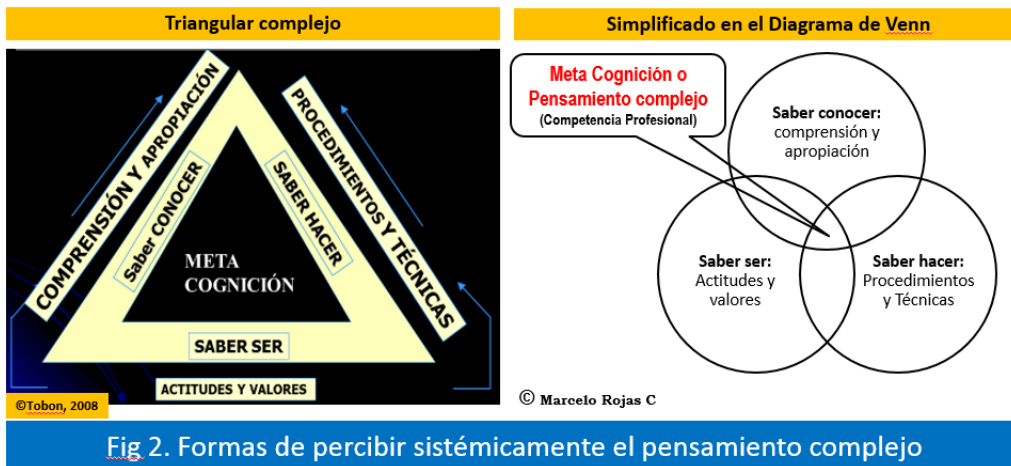 Triangular complejo
COMPRENSIÓN Y APROPIACIÓN
Saber CONOCER
PROCEDIMIENTOS Y TÉCNICAS
SABER HACER
META
COGNICIÓN
SABER SER
ACTITUDES Y VALORES
©Tobon, 2008
Simplificado en el Diagrama de Venn
Meta Cognición o
Pensamiento complejo
(Competencia Profesional)
Saber conocer:
comprensión y
apropiación
Saber ser:
Actitudes y
valores
Saber hacer:
Procedimientos
y Técnicas
© Marcelo Rojas C
Fig 2. Formas de percibir sistémicamente el pensamiento complejo